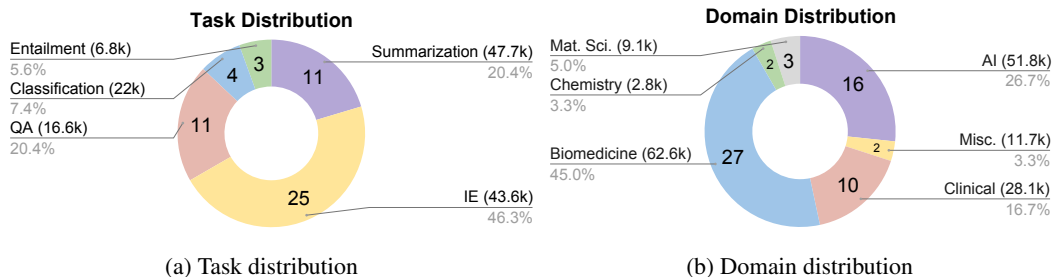 Task Distribution
Entailment (6.8k)
5.6%
Classification (22k)
7.4%
QA (16.6k)
20.4%
Summarization (47.7k)
20.4%
IE (43.6k)
46.3%
3
4
11
11
25
(a) Task distribution
Domain Distribution
Mat. Sci. (9.1k)
5.0%
Chemistry (2.8k)
3.3%
Biomedicine (62.6k)
45.0%
AI (51.8k)
26.7%
Misc. (11.7k)
3.3%
Clinical (28.1k)
16.7%
2
3
16
27
2
10
(b) Domain distribution